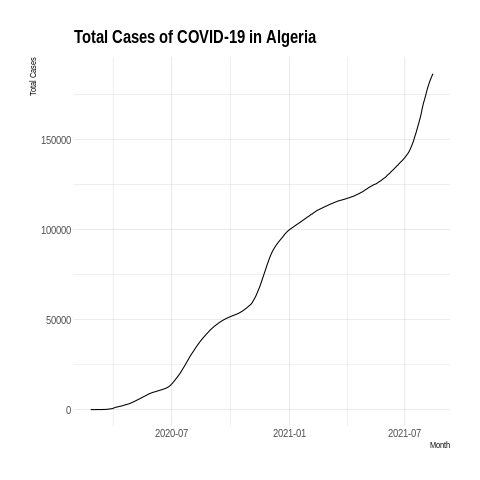 Total Cases of COVID-19 in Algeria
Total Cases
150000
100000
50000
0
2020-07 2021-01 2021-07
Month